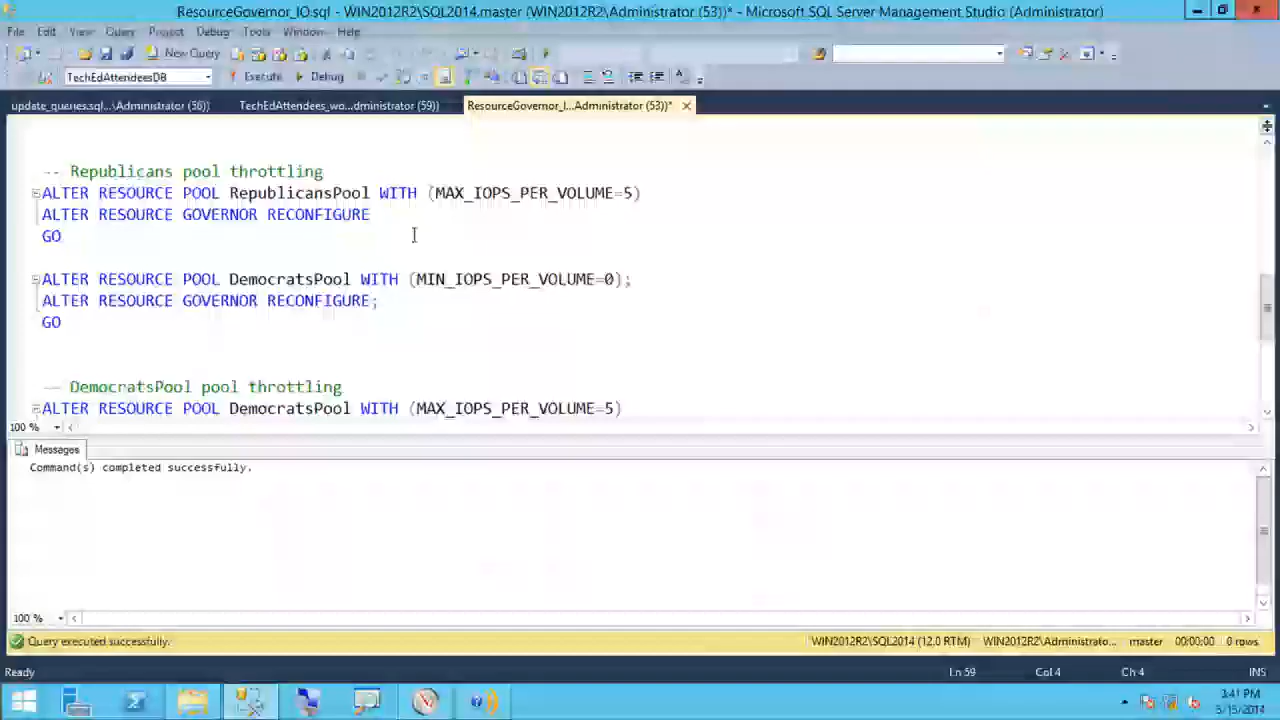 ResourceGovernor_IO.sql - WIN2012R2\SQL2014.master (WIN2012R2\Administrator (53))* - Microsoft SQL Server Management Studio (Administrator)
File Edit View Query Project Debug Tools Window Help
New Query
TechEdAttendeesDB Execute Debug
update_queries.sql...\Administrator (58)) TechEdAttendees_wo...dministrator (59)) ResourceGovernor_I...Administrator (53))*
-- Republicans pool throttling
ALTER RESOURCE POOL RepublicansPool WITH (MAX_IOPS_PER_VOLUME=5)
ALTER RESOURCE GOVERNOR RECONFIGURE
GO
ALTER RESOURCE POOL DemocratsPool WITH (MIN_IOPS_PER_VOLUME=0);
ALTER RESOURCE GOVERNOR RECONFIGURE;
GO
-- DemocratsPool pool throttling
ALTER RESOURCE POOL DemocratsPool WITH (MAX_IOPS_PER_VOLUME=5)
100 %
Messages
Command(s) completed successfully.
100 %
Query executed successfully. WIN2012R2\SQL2014 (12.0 RTM) WIN2012R2\Administrato... master 00:00:00 0 rows
Ready Ln 59 Col 4 Ch 4 INS
3:41 PM
5/15/2014